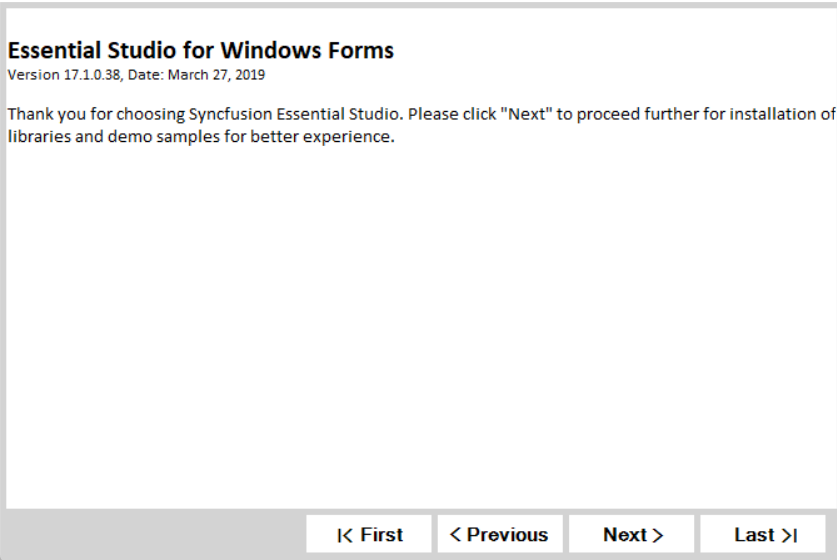 Essential Studio for Windows Forms
Version 17.1.0.38, Date: March 27, 2019
Thank you for choosing Syncfusion Essential Studio. Please click "Next" to proceed further for installation of
libraries and demo samples for better experience.
|< First < Previous Next > Last >|